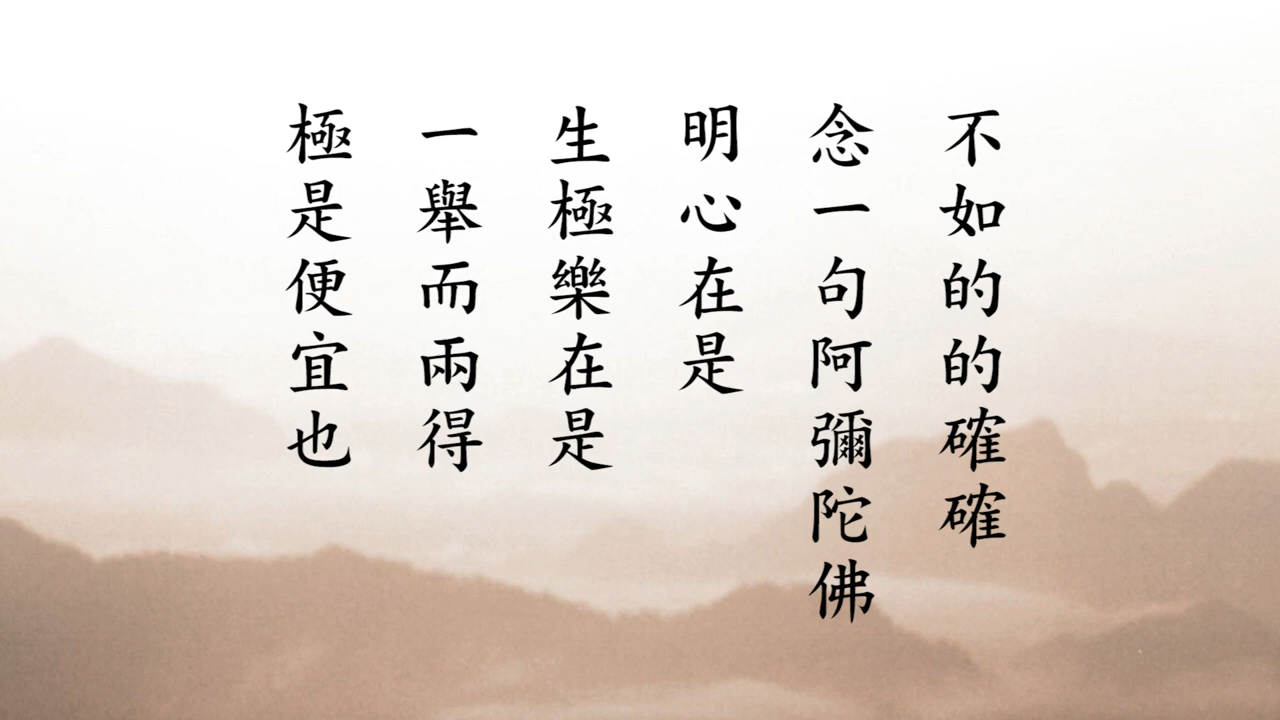 不如的的確確
念一句阿彌陀佛
明心在是
生極樂在是
一舉而兩得
極是便宜也